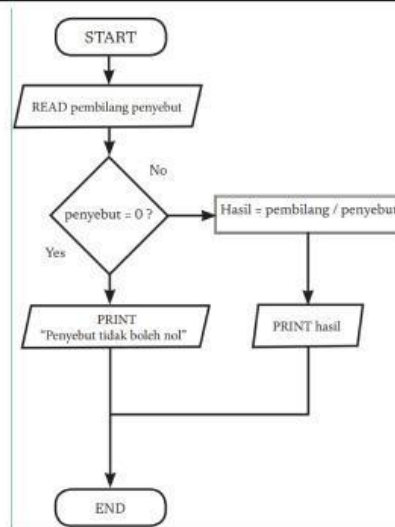 START
READ pembilang penyebut
No
penyebut = 0 ?
Hasil = pembilang / penyebut
Yes
PRINT
"Penyebut tidak boleh nol"
PRINT hasil
END